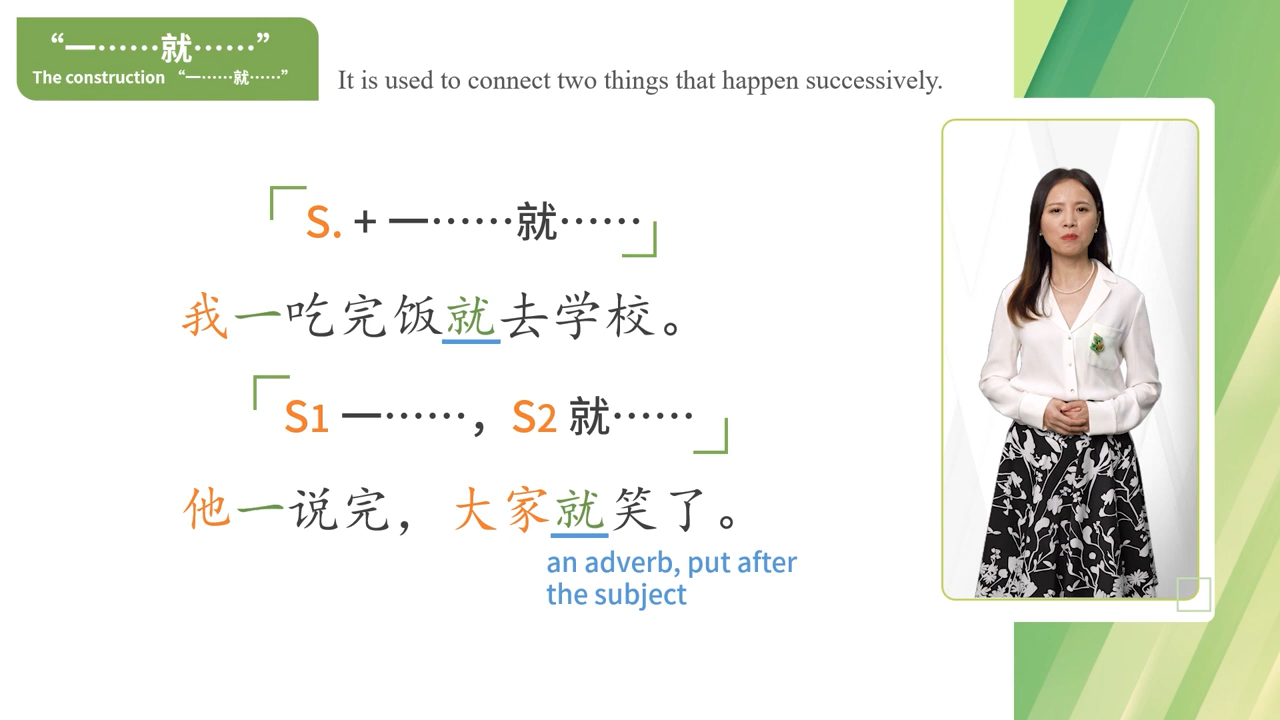 “一……就……”
The construction “一……就……”
It is used to connect two things that happen successively.
S. + 一……就……
我一吃完饭就去学校。
S1 一……，S2 就……
他一说完，大家就笑了。
an adverb, put after
the subject